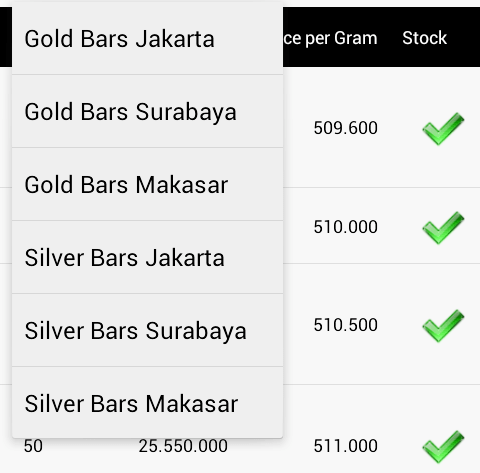 Gold Bars Jakarta
Gold Bars Surabaya
Gold Bars Makasar
Silver Bars Jakarta
Silver Bars Surabaya
Silver Bars Makasar
ce per Gram Stock
509.600
510.000
510.500
50 25.550.000 511.000